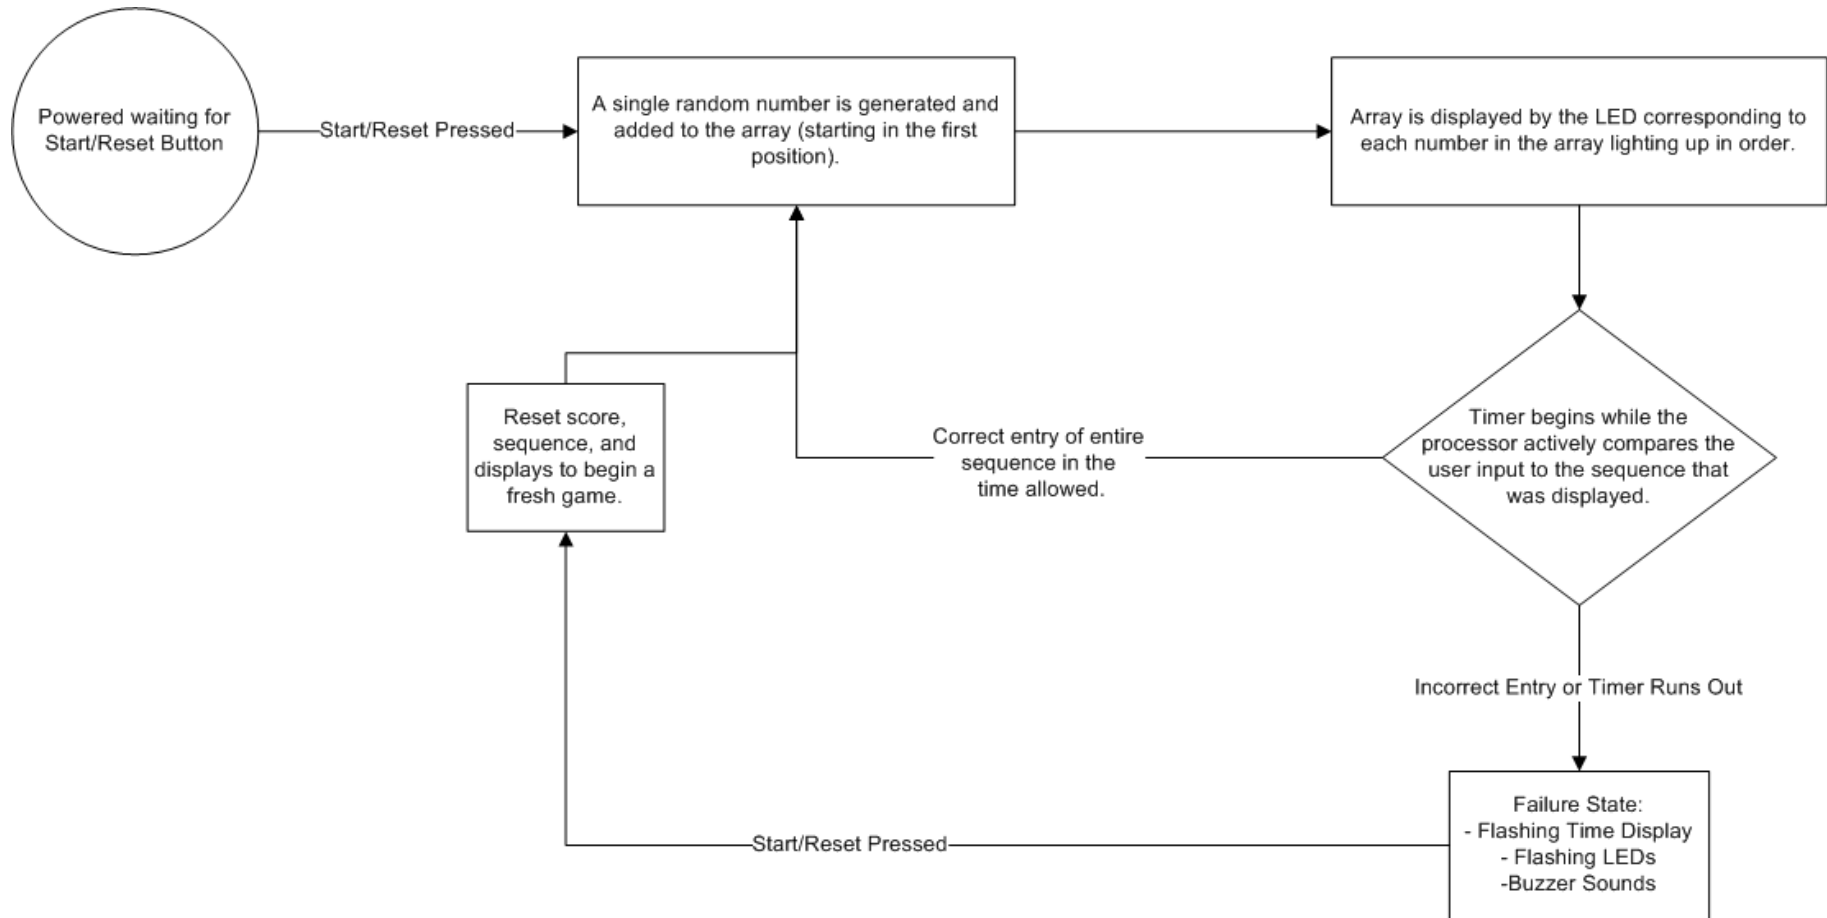 Powered waiting for
Start/Reset Button
Start/Reset Pressed
A single random number is generated and
added to the array (starting in the first
position).
Array is displayed by the LED corresponding to
each number in the array lighting up in order.
Timer begins while the
processor actively compares the
user input to the sequence that
was displayed.
Correct entry of entire
sequence in the
time allowed.
Reset score,
sequence, and
displays to begin a
fresh game.
Incorrect Entry or Timer Runs Out
Failure State:
- Flashing Time Display
- Flashing LEDs
-Buzzer Sounds
Start/Reset Pressed